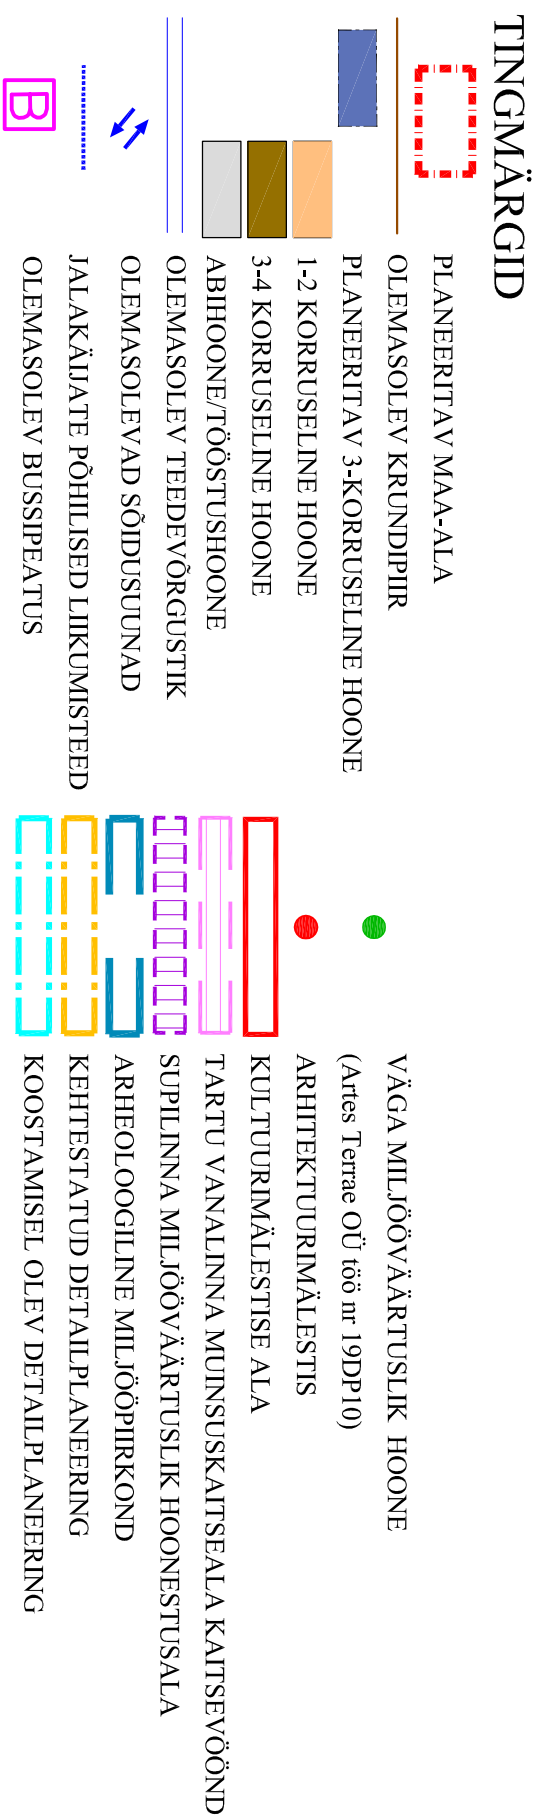 TINGMÄRGID
PLANEERITAV MAA-ALA
OLEMASOLEV KRUNDIPIIR
PLANEERITAV 3-KORRUSELINE HOONE
1-2 KORRUSELINE HOONE
3-4 KORRUSELINE HOONE
ABIHOONE/TÖÖSTUSHOONE
OLEMASOLEV TEEDEVÕRGUSTIK
OLEMASOLEVAD SÕIDUSUUNAD
JALAKÄIJATE PÕHILISED LIIKUMISTEED
B
OLEMASOLEV BUSSIPEATUS
VÄGA MILJÖÖVÄÄRTUSLIK HOONE
(Artes Terrae OÜ töö nr 19DP10)
ARHITEKTUURIMÄLESTIS
KULTUURIMÄLESTISE ALA
TARTU VANALINNA MUINSUSKAITSEALA KAITSEVÖÖND
SUPILINNA MILJÖÖVÄÄRTUSLIK HOONESTUSALA
ARHEOLOOGILINE MILJÖÖPIIRKOND
KEHTESTATUD DETAILPLANEERING
KOOSTAMISEL OLEV DETAILPLANEERING